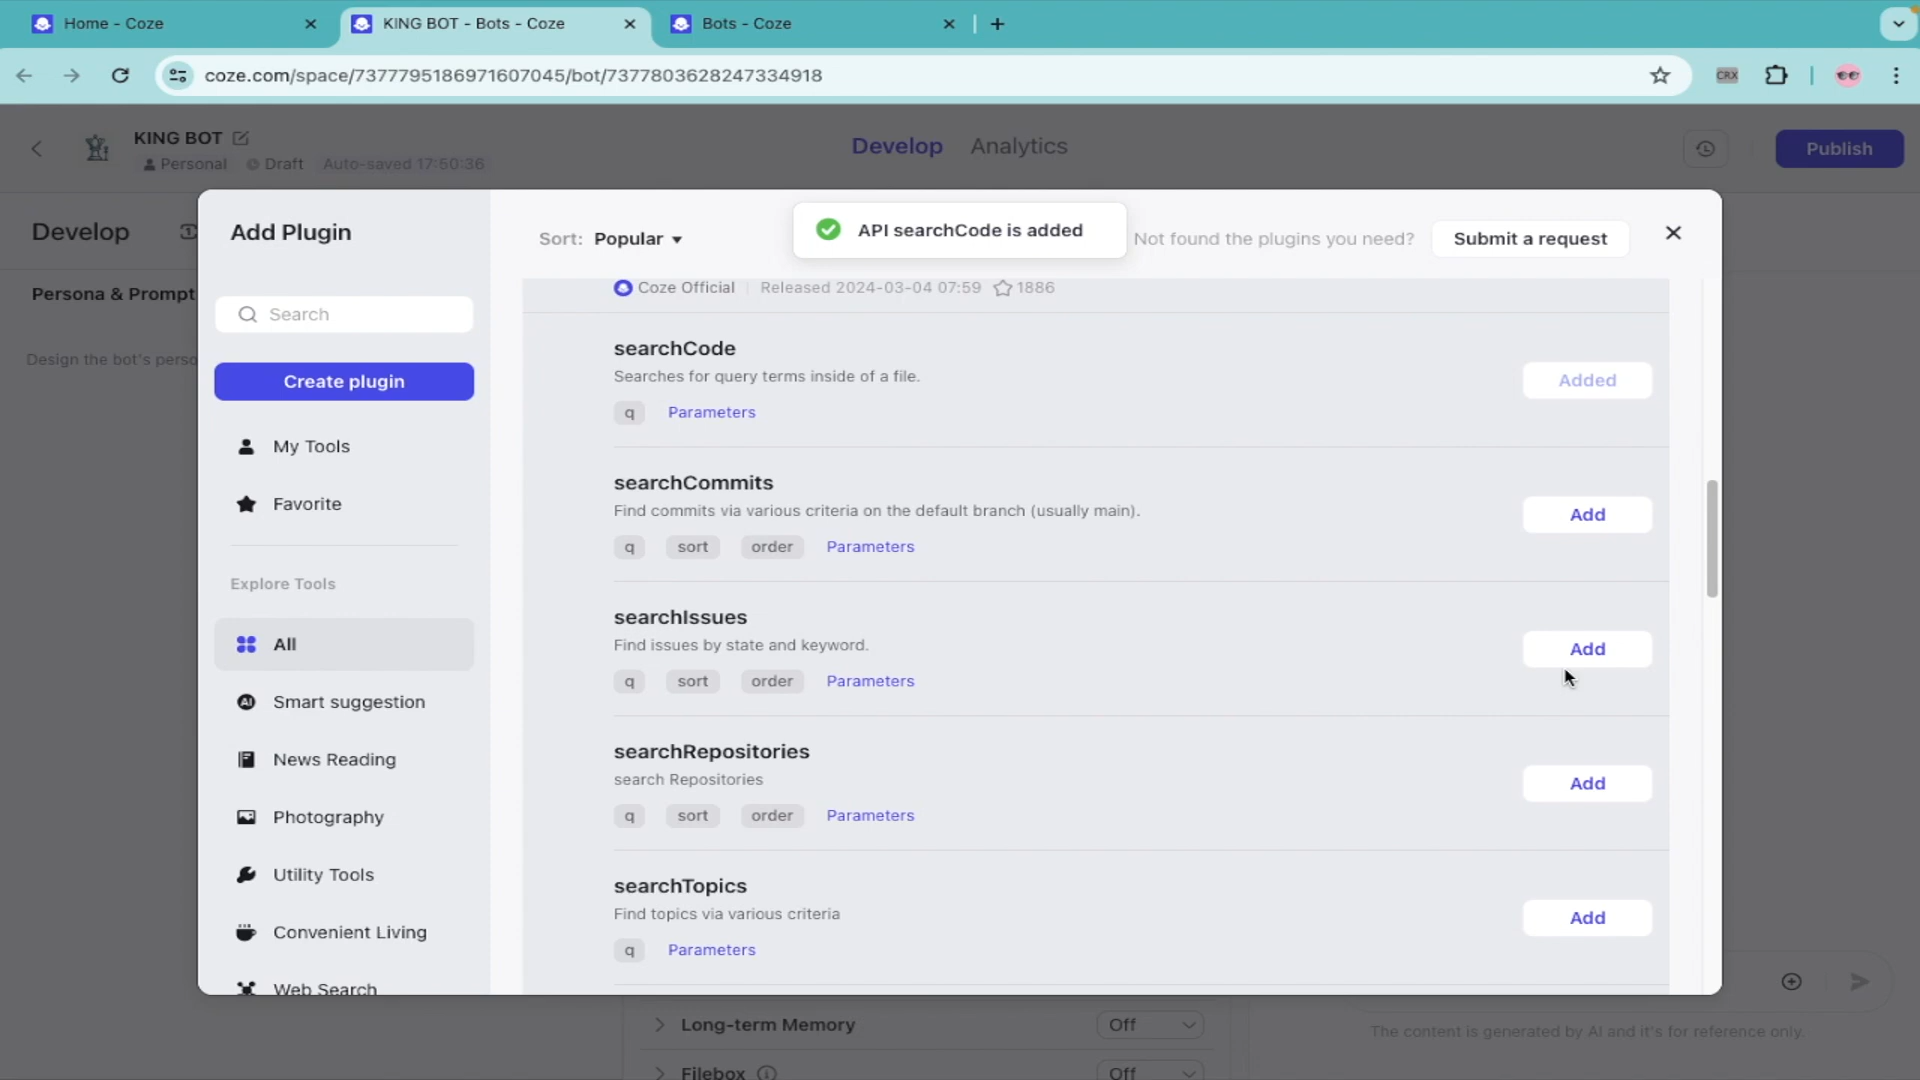 Home - Coze
KING BOT - Bots - Coze
Bots - Coze
coze.com/space/7377795186971607045/bot/7377803628247334918
CRX
KING BOT
Personal Draft Auto-saved 17:50:36
Develop Analytics
Publish
Develop
Persona & Prompt
Design the bot's perso
Add Plugin
Search
Create plugin
My Tools
Favorite
Explore Tools
All
Smart suggestion
News Reading
Photography
Utility Tools
Convenient Living
Web Search
Sort: Popular
API searchCode is added
Not found the plugins you need?
Submit a request
Coze Official Released 2024-03-04 07:59 1886
searchCode
Searches for query terms inside of a file.
q Parameters
Added
searchCommits
Find commits via various criteria on the default branch (usually main).
q sort order Parameters
Add
searchIssues
Find issues by state and keyword.
q sort order Parameters
Add
searchRepositories
search Repositories
q sort order Parameters
Add
searchTopics
Find topics via various criteria
q Parameters
Add
Long-term Memory Off
Filebox Off
The content is generated by AI and it's for reference only.